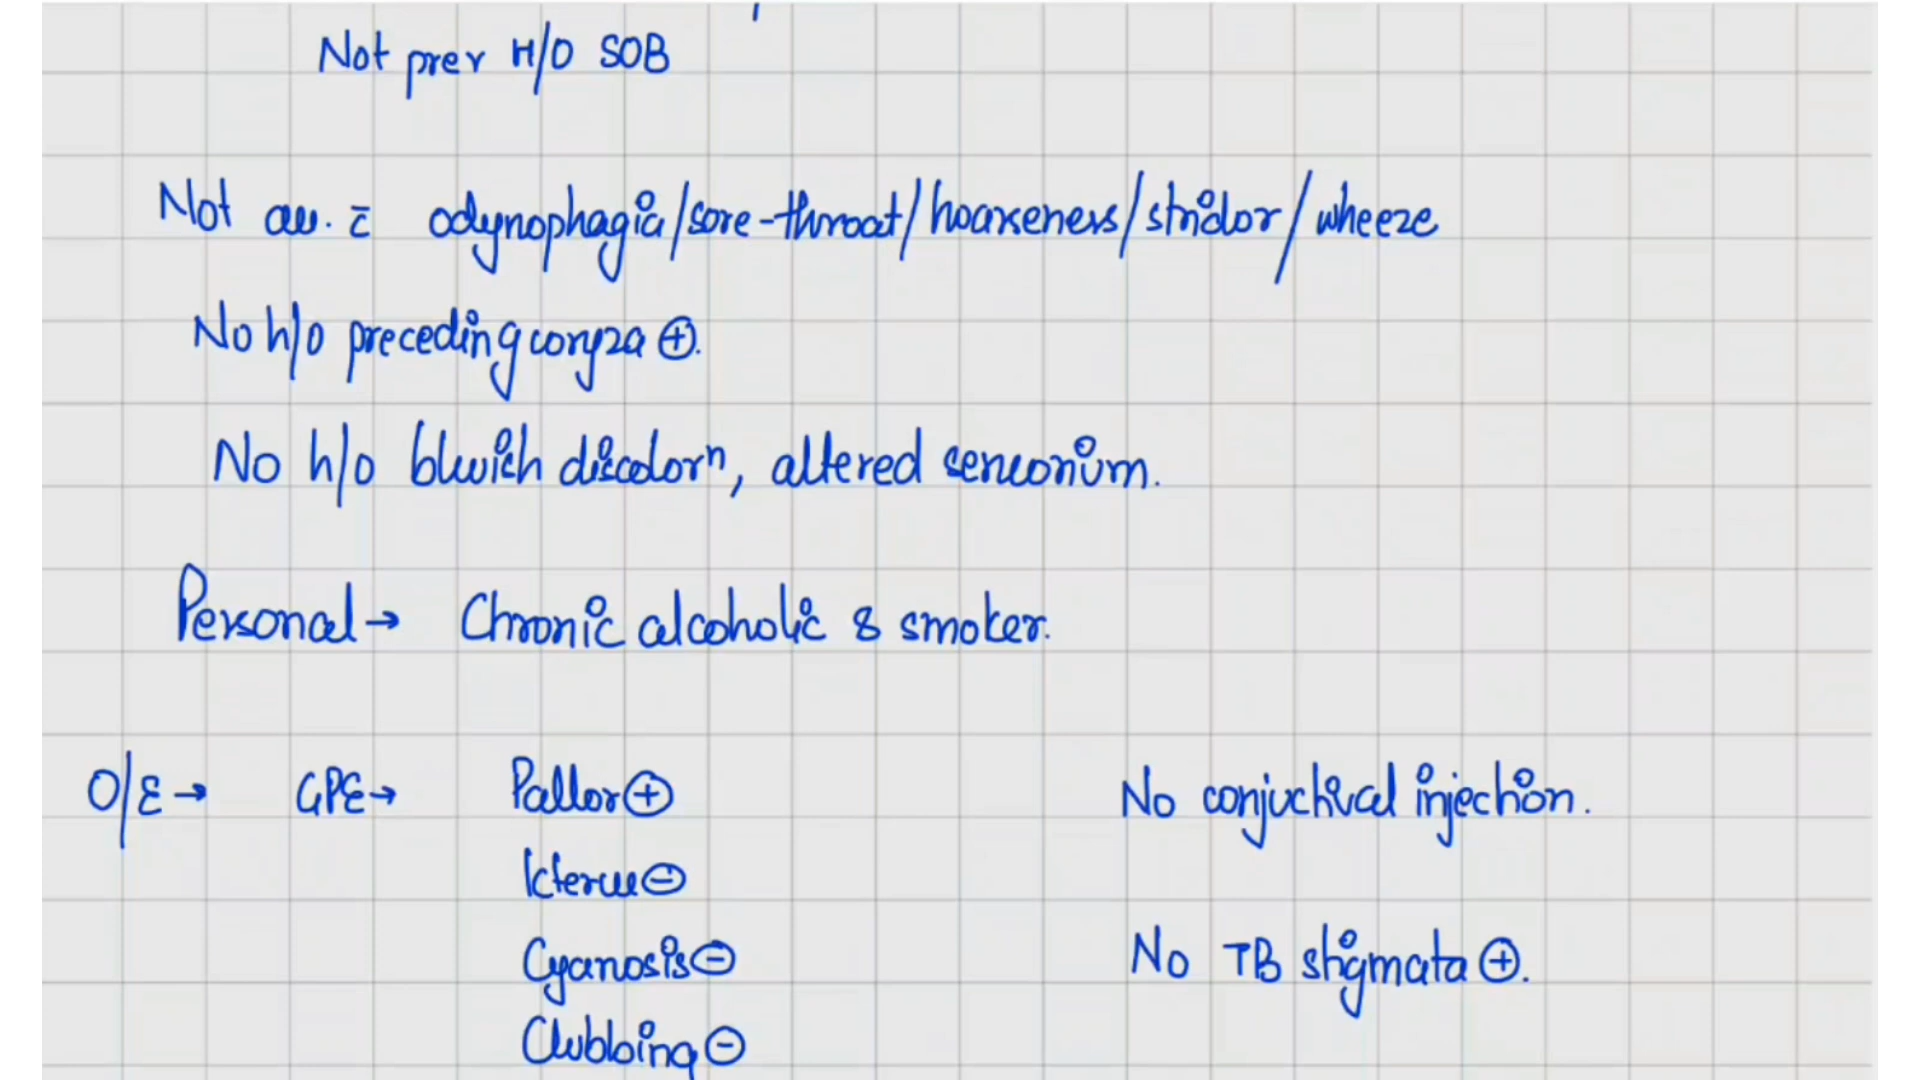 Not prev H/O SOB
Not ass. c̄ odynophagia/sore-throat/hoarseness/stridor/wheeze
No h/o preceding coryza ⊕.
No h/o bluish discolorⁿ, altered sensorium.
Personal → Chronic alcoholic & smoker.
O/E → GPE → Pallor ⊕ No conjuctival injection.
Icterus ⊖
Cyanosis ⊖ No TB stigmata ⊕.
Clubbing ⊖